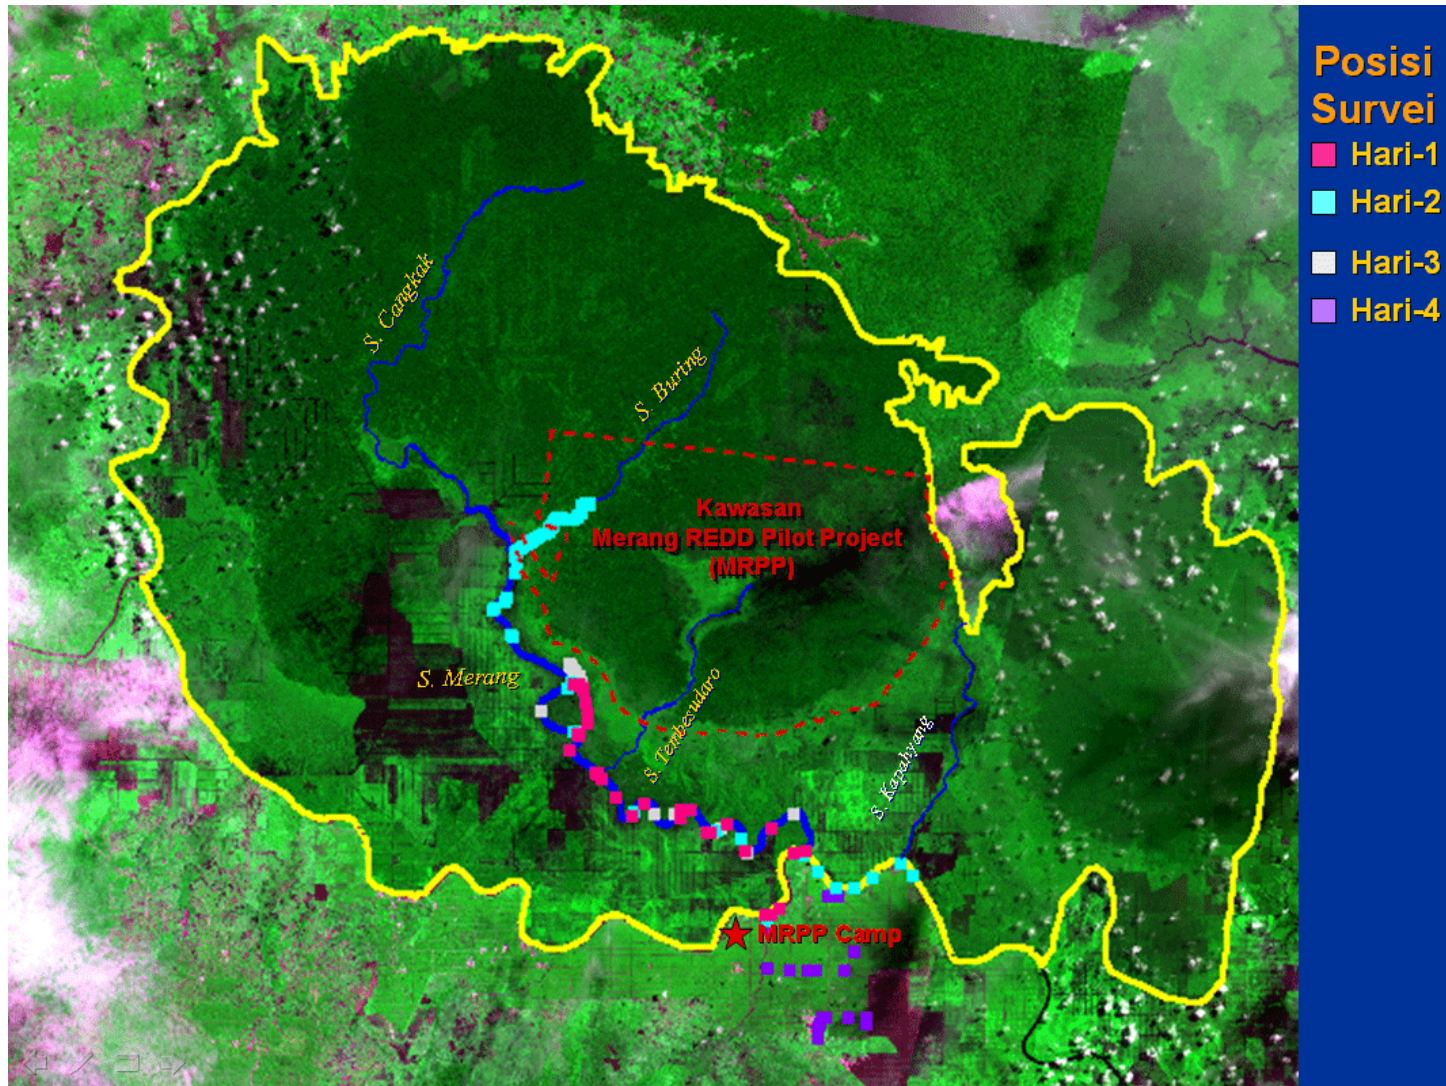 Posisi
Survei
Hari-1
Hari-2
Hari-3
Hari-4
S. Cangkak
S. Buring
Kawasan
Merang REDD Pilot Project
(MRPP)
S. Merang
S. Tembesudaro
S. Kapahyang
MRPP Camp